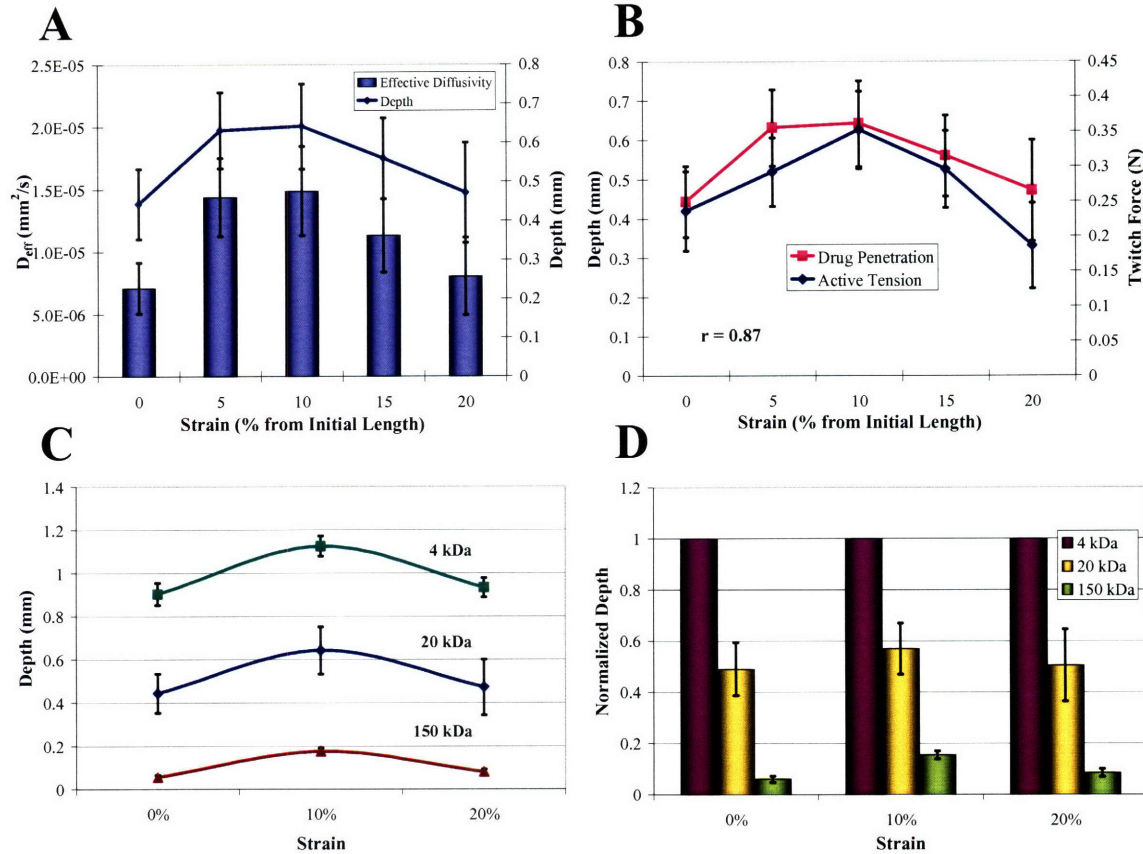 A
2.5E-05
2.0E-05
1.5E-05
1.0E-05
5.0E-06
0.0E+00
Deff (mm²/s)
0.8
0.7
0.6
0.5
0.4
0.3
0.2
0.1
0
Depth (mm)
Effective Diffusivity
Depth
0 5 10 15 20
Strain (% from Initial Length)
B
0.8
0.7
0.6
0.5
0.4
0.3
0.2
0.1
0
Depth (mm)
0.45
0.4
0.35
0.3
0.25
0.2
0.15
0.1
0.05
0
Twitch Force (N)
Drug Penetration
Active Tension
r = 0.87
0 5 10 15 20
Strain (% from Initial Length)
C
1.4
1.2
1
0.8
0.6
0.4
0.2
0
Depth (mm)
4 kDa
20 kDa
150 kDa
0% 10% 20%
Strain
D
1.2
1
0.8
0.6
0.4
0.2
0
Normalized Depth
4 kDa
20 kDa
150 kDa
0% 10% 20%
Strain